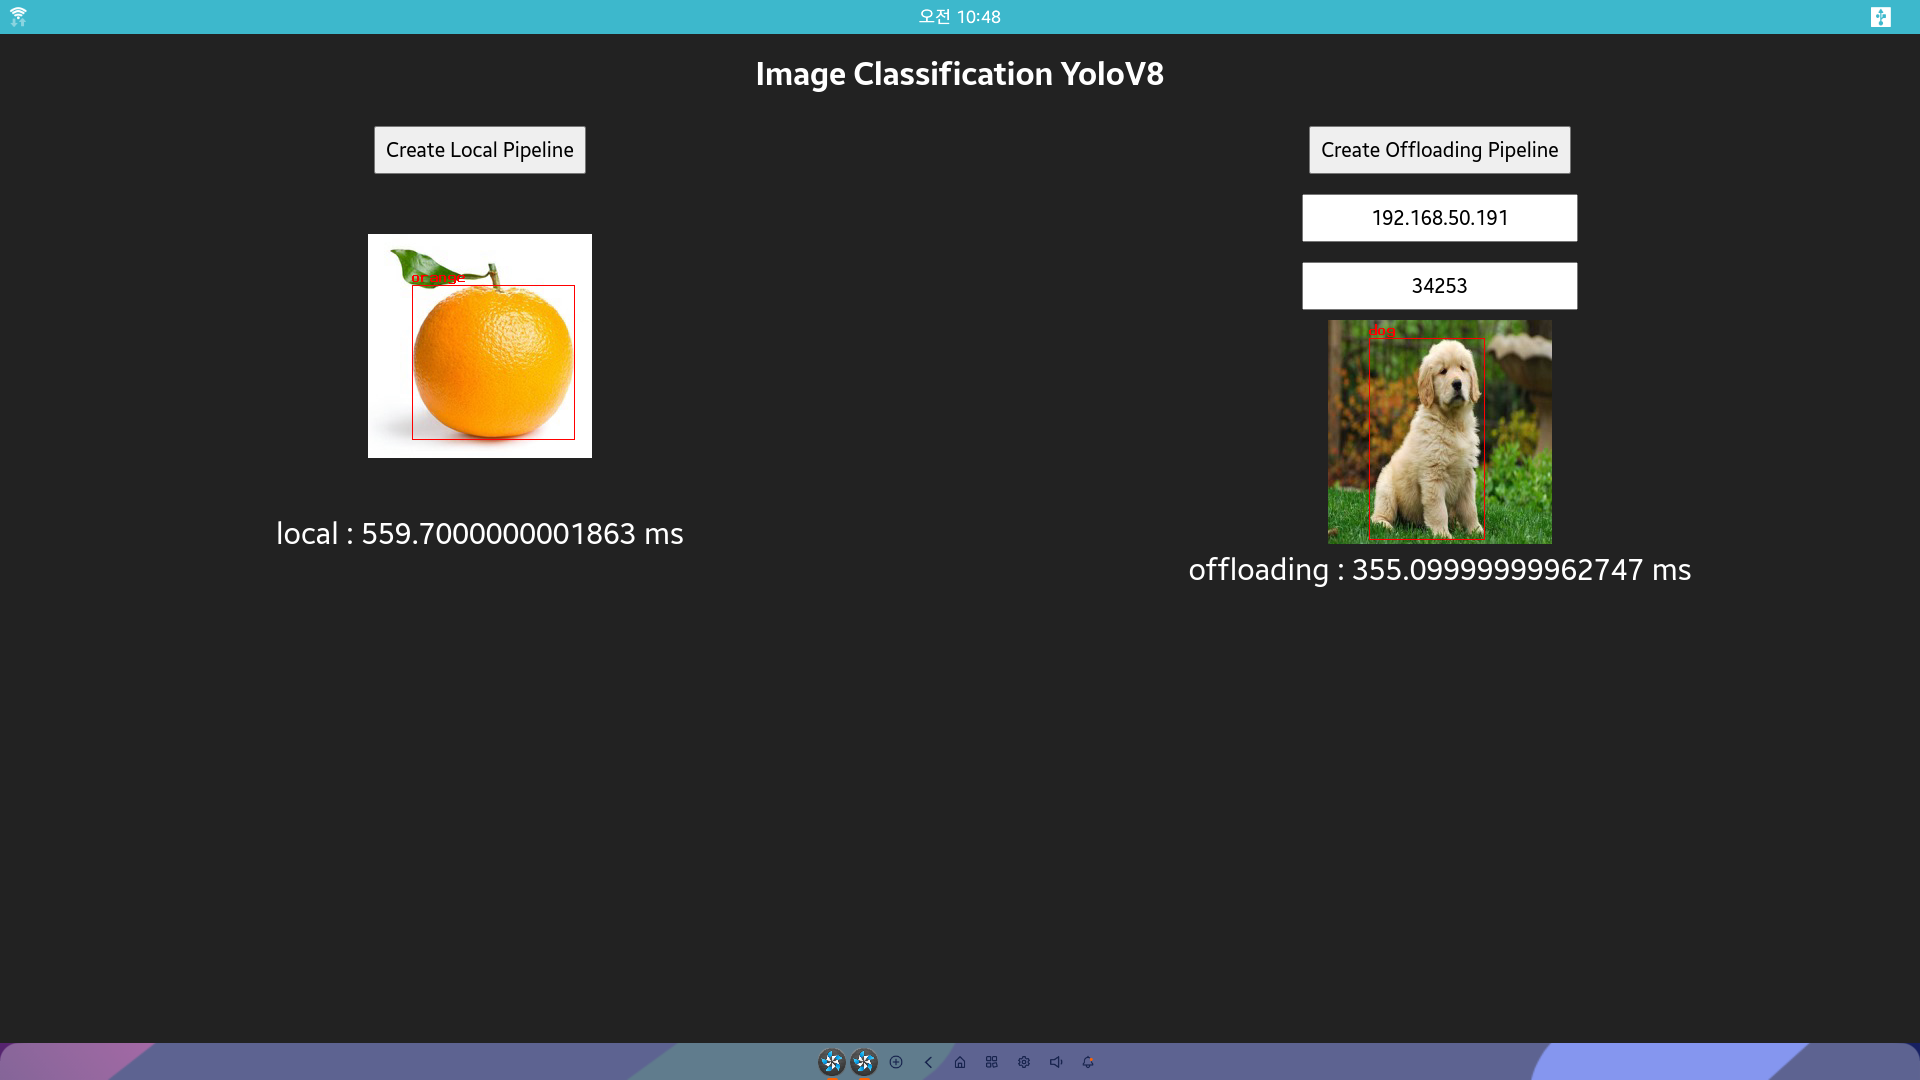 오전 10:48
Image Classification YoloV8
Create Local Pipeline
orange
local : 559.7000000001863 ms
Create Offloading Pipeline
192.168.50.191
34253
dog
offloading : 355.09999999962747 ms